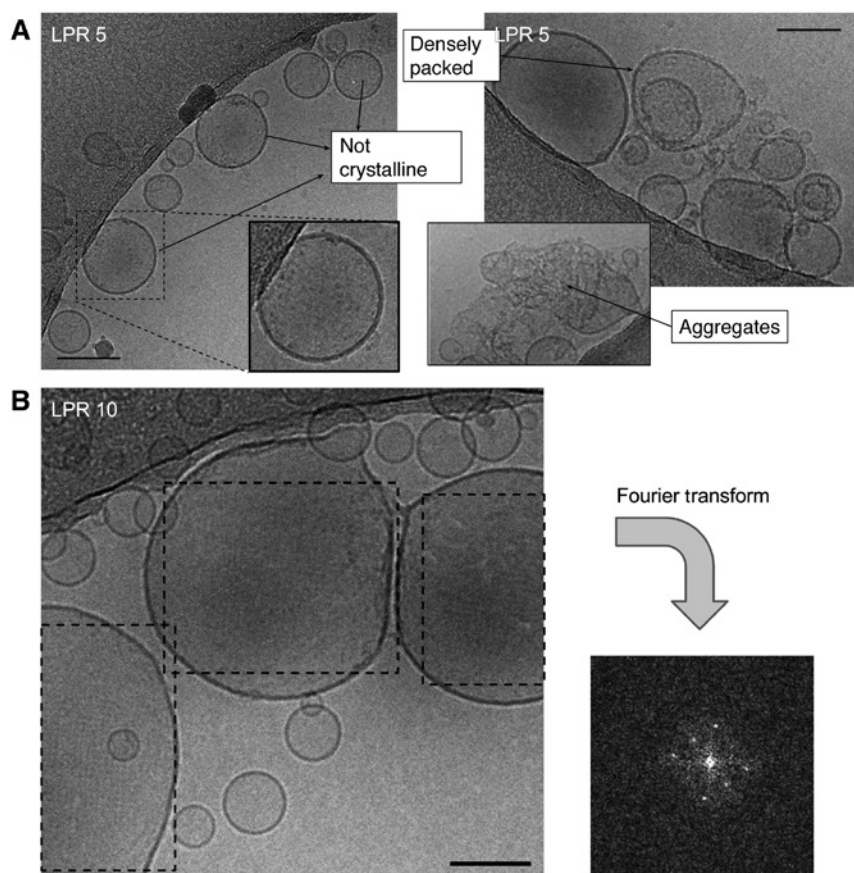 A
LPR 5
Not
crystalline
LPR 5
Densely
packed
Aggregates
B
LPR 10
Fourier transform